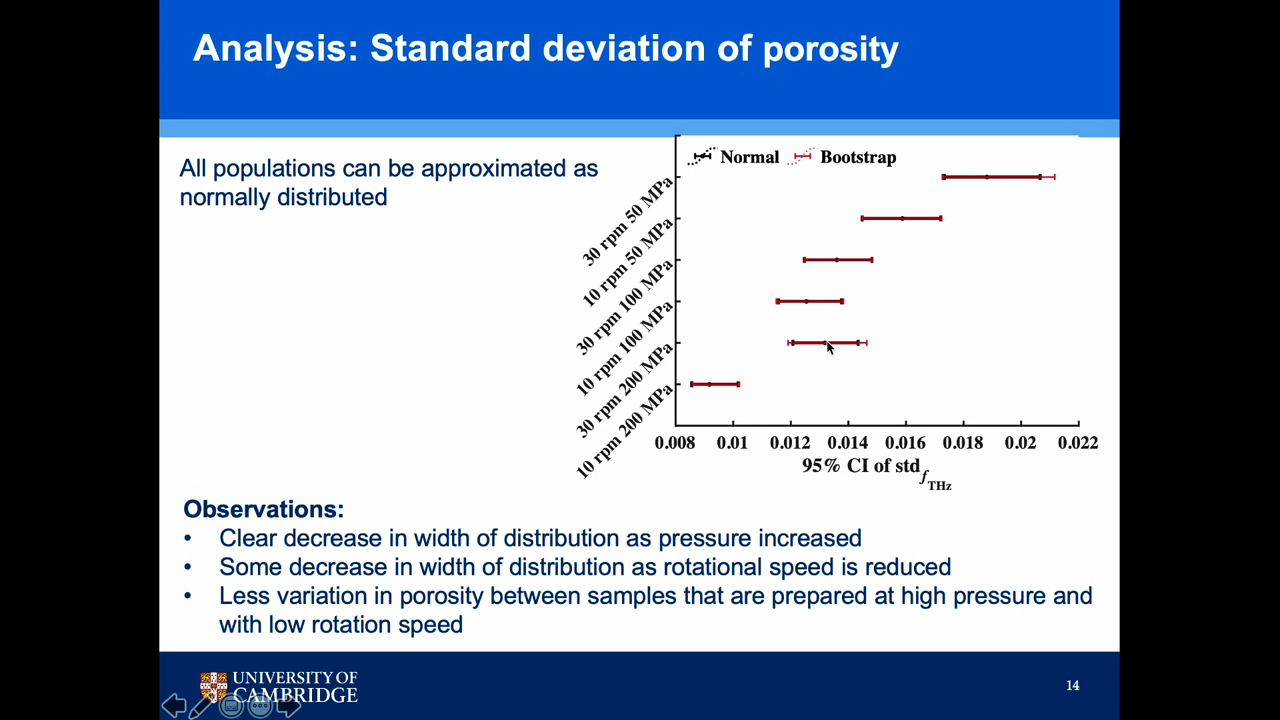 Analysis: Standard deviation of porosity
All populations can be approximated as
normally distributed
Normal Bootstrap
30 rpm 50 MPa
10 rpm 50 MPa
30 rpm 100 MPa
10 rpm 100 MPa
30 rpm 200 MPa
10 rpm 200 MPa
0.008 0.01 0.012 0.014 0.016 0.018 0.02 0.022
95% CI of std fTHz
Observations:
• Clear decrease in width of distribution as pressure increased
• Some decrease in width of distribution as rotational speed is reduced
• Less variation in porosity between samples that are prepared at high pressure and
with low rotation speed
UNIVERSITY OF
CAMBRIDGE
14